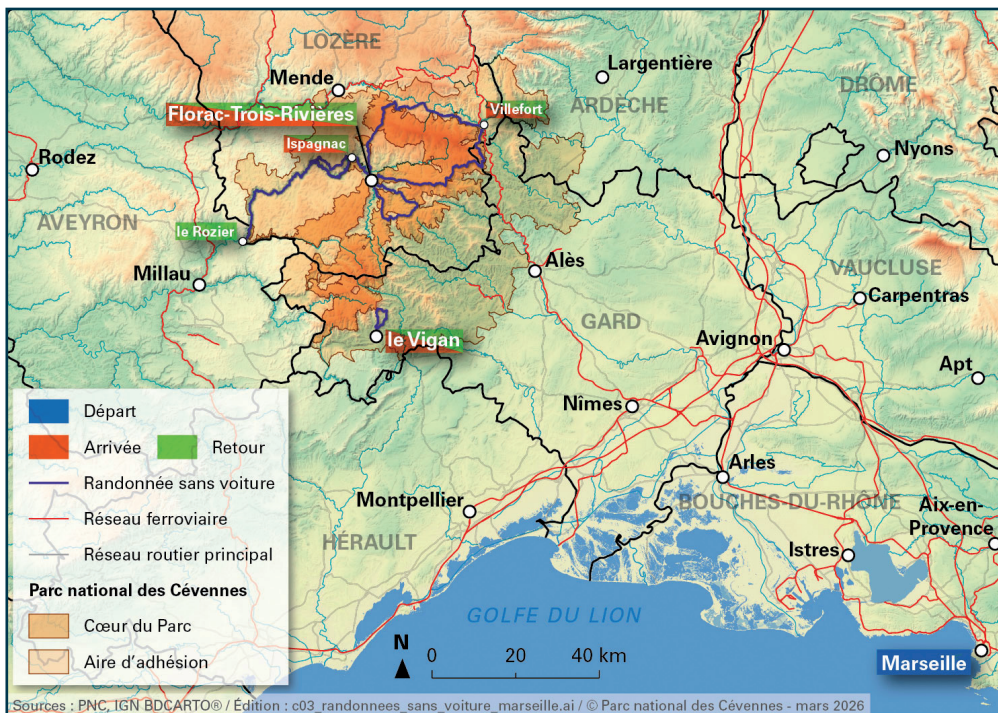 LOZÈRE
Mende
Largentière
ARDÈCHE
DRÔME
Florac-Trois-Rivières
Villefort
Ispagnac
Rodez
Nyons
AVEYRON
le Rozier
Millau
Alès
VAUCLUSE
Carpentras
GARD
le Vigan
Avignon
Apt
Nîmes
Arles
Montpellier
BOUCHES-DU-RHÔNE
Aix-en-
Provence
HÉRAULT
Istres
GOLFE DU LION
Marseille
N
0 20 40 km
Départ
Arrivée Retour
Randonnée sans voiture
Réseau ferroviaire
Réseau routier principal
Parc national des Cévennes
Cœur du Parc
Aire d'adhésion
Sources : PNC, IGN BDCARTO® / Édition : c03_randonnees_sans_voiture_marseille.ai / © Parc national des Cévennes - mars 2026